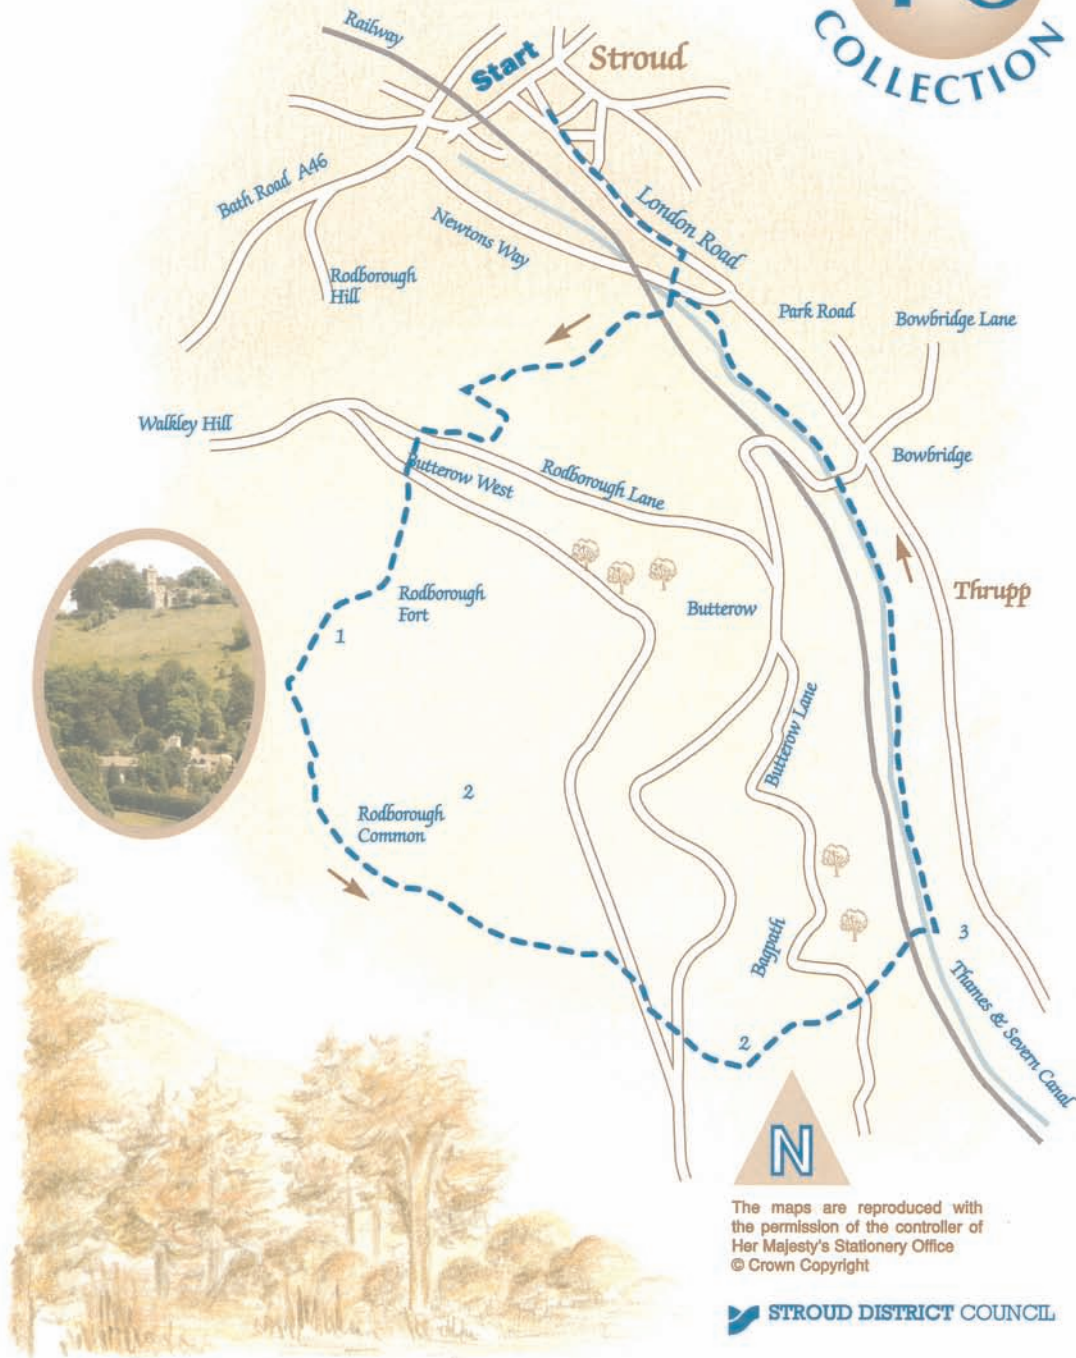 COLLECTION
Railway
Start
Stroud
Bath Road A46
London Road
Newtons Way
Rodborough
Hill
Park Road
Bowbridge Lane
Walkley Hill
Bowbridge
Butterow West
Rodborough Lane
Rodborough
Fort
Butterow
Thrupp
1
Butterow Lane
2
Rodborough
Common
Bagpath
3
Thames & Severn Canal
2
N
The maps are reproduced with
the permission of the controller of
Her Majesty's Stationery Office
© Crown Copyright
STROUD DISTRICT COUNCIL